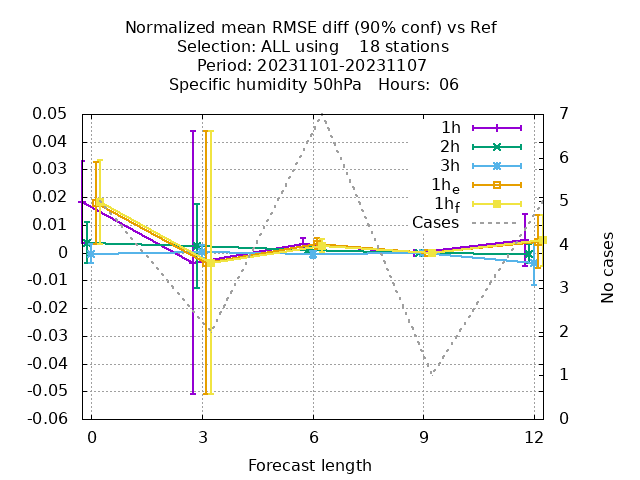 Normalized mean RMSE diff (90% conf) vs Ref
Selection: ALL using    18 stations
Period: 20231101-20231107
Specific humidity 50hPa   Hours:  06
0.05
0.04
0.03
0.02
0.01
0
-0.01
-0.02
-0.03
-0.04
-0.05
-0.06
7
6
5
4
3
2
1
0
1h
2h
3h
1he
1hf
Cases
No cases
0
3
6
9
12
Forecast length